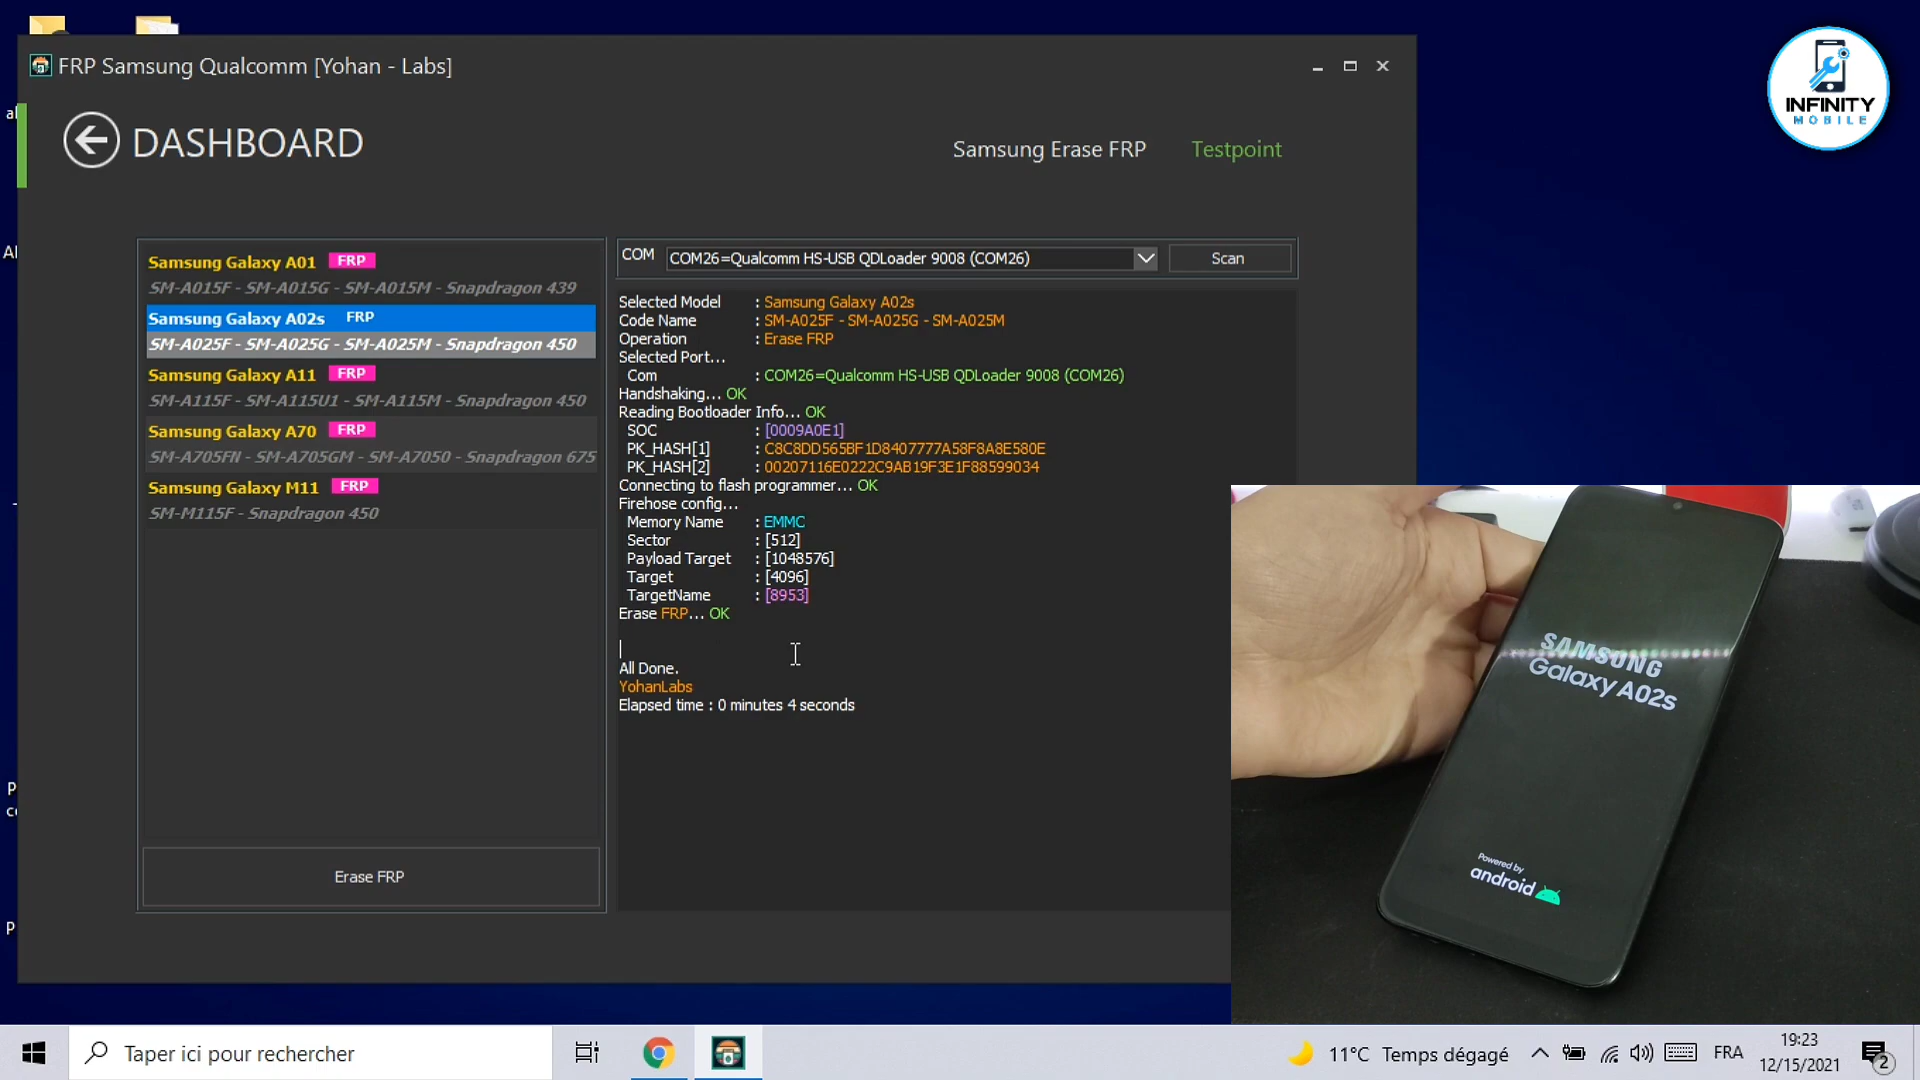 FRP Samsung Qualcomm [Yohan - Labs]
INFINITY
MOBILE
DASHBOARD
Samsung Erase FRP
Testpoint
Samsung Galaxy A01 FRP
SM-A015F - SM-A015G - SM-A015M - Snapdragon 439
Samsung Galaxy A02s FRP
SM-A025F - SM-A025G - SM-A025M - Snapdragon 450
Samsung Galaxy A11 FRP
SM-A115F - SM-A115U1 - SM-A115M - Snapdragon 450
Samsung Galaxy A70 FRP
SM-A705FN - SM-A705GM - SM-A7050 - Snapdragon 675
Samsung Galaxy M11 FRP
SM-M115F - Snapdragon 450
Erase FRP
COM COM26=Qualcomm HS-USB QDLoader 9008 (COM26) Scan
Selected Model : Samsung Galaxy A02s
Code Name : SM-A025F - SM-A025G - SM-A025M
Operation : Erase FRP
Selected Port...
Com : COM26=Qualcomm HS-USB QDLoader 9008 (COM26)
Handshaking... OK
Reading Bootloader Info... OK
SOC : [0009A0E1]
PK_HASH[1] : C8C8DD565BF1D8407777A58F8A8E580E
PK_HASH[2] : 00207116E0222C9AB19F3E1F88599034
Connecting to flash programmer... OK
Firehose config...
Memory Name : EMMC
Sector : [512]
Payload Target : [1048576]
Target : [4096]
TargetName : [8953]
Erase FRP... OK
All Done.
YohanLabs
Elapsed time : 0 minutes 4 seconds
SAMSUNG
Galaxy A02s
Powered by
android
Taper ici pour rechercher
11°C Temps dégagé
FRA
19:23
12/15/2021
2